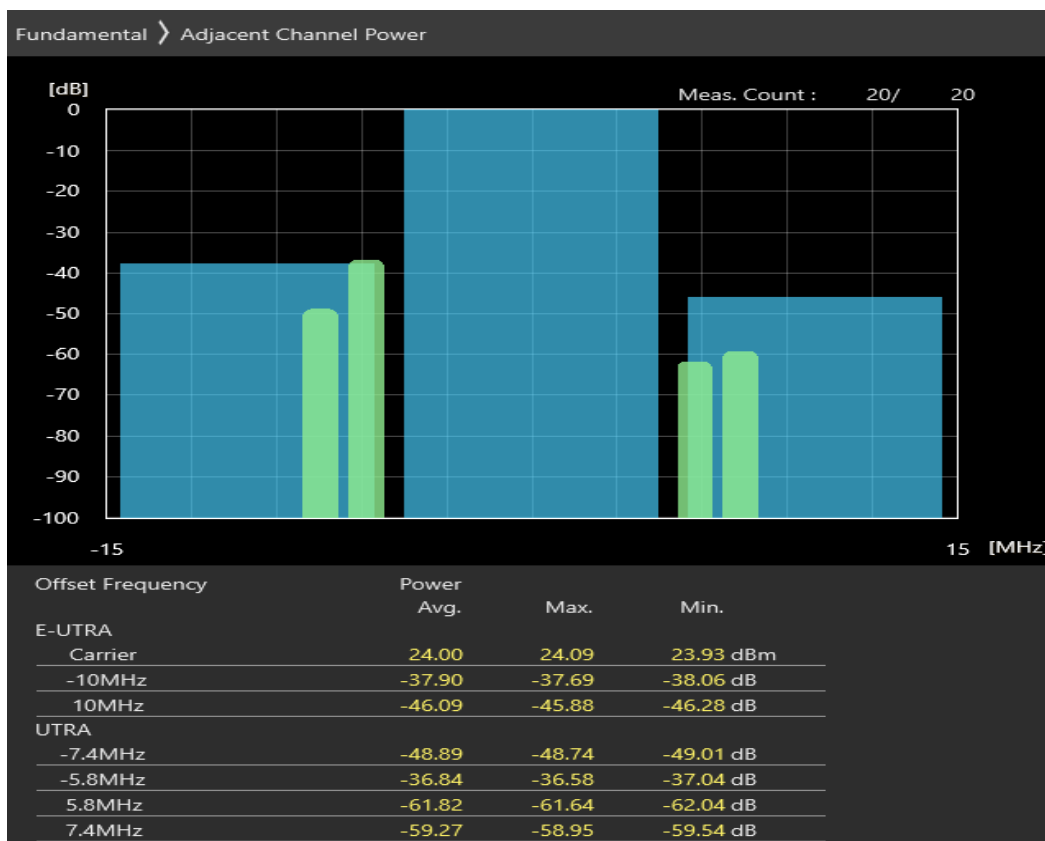 Fundamental 〉 Adjacent Channel Power
[dB]
Meas. Count : 20/ 20
0
-10
-20
-30
-40
-50
-60
-70
-80
-90
-100
-15 15 [MHz]
Offset Frequency Power
Avg. Max. Min.
E-UTRA
Carrier 24.00 24.09 23.93 dBm
-10MHz -37.90 -37.69 -38.06 dB
10MHz -46.09 -45.88 -46.28 dB
UTRA
-7.4MHz -48.89 -48.74 -49.01 dB
-5.8MHz -36.84 -36.58 -37.04 dB
5.8MHz -61.82 -61.64 -62.04 dB
7.4MHz -59.27 -58.95 -59.54 dB